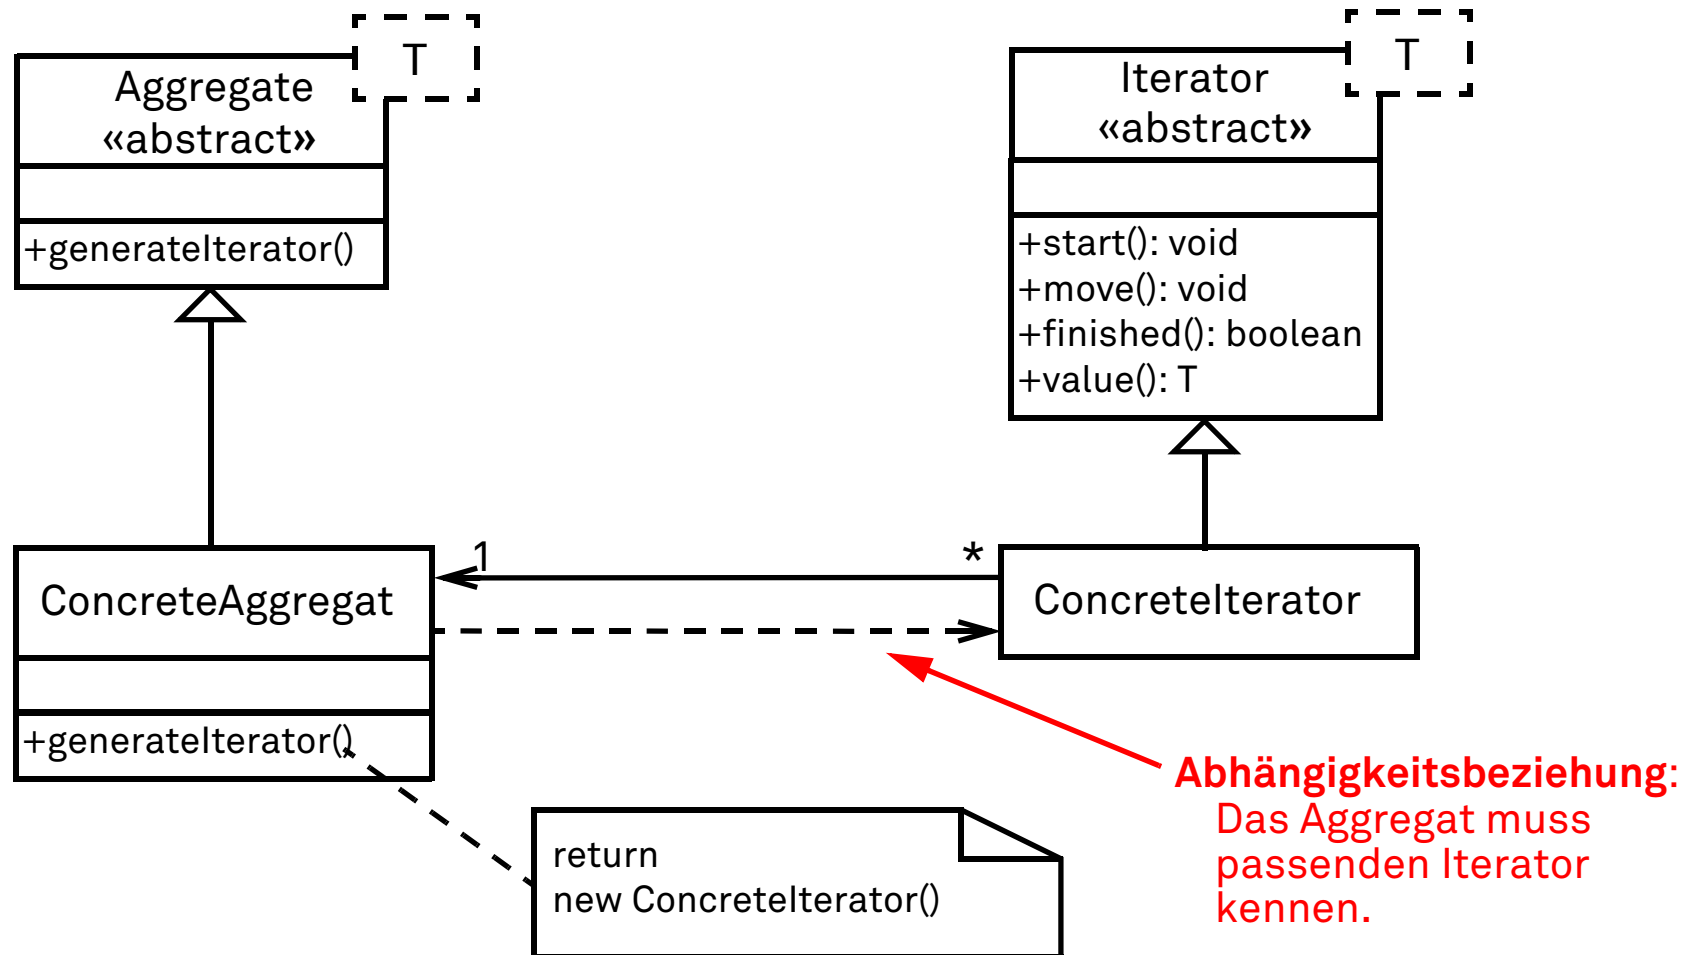 T
Aggregate
«abstract»
+generateIterator()
T
Iterator
«abstract»
+start(): void
+move(): void
+finished(): boolean
+value(): T
1
*
ConcreteAggregat
+generateIterator()
ConcreteIterator
return
new ConcreteIterator()
Abhängigkeitsbeziehung:
Das Aggregat muss
passenden Iterator
kennen.